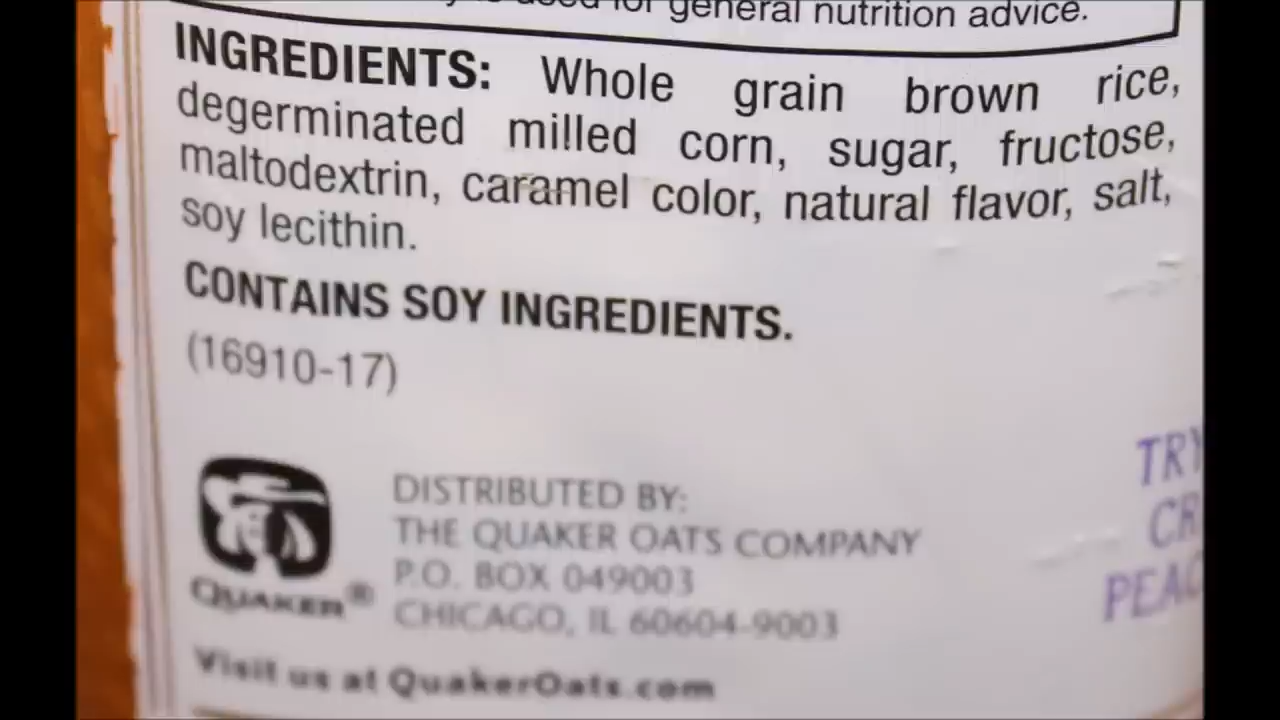 used for general nutrition advice.
INGREDIENTS: Whole grain brown rice,
degerminated milled corn, sugar, fructose,
maltodextrin, caramel color, natural flavor, salt,
soy lecithin.
CONTAINS SOY INGREDIENTS.
(16910-17)
DISTRIBUTED BY:
THE QUAKER OATS COMPANY
P.O. BOX 049003
CHICAGO, IL 60604-9003
QUAKER®
Visit us at QuakerOats.com
TRY
CR
PEAC